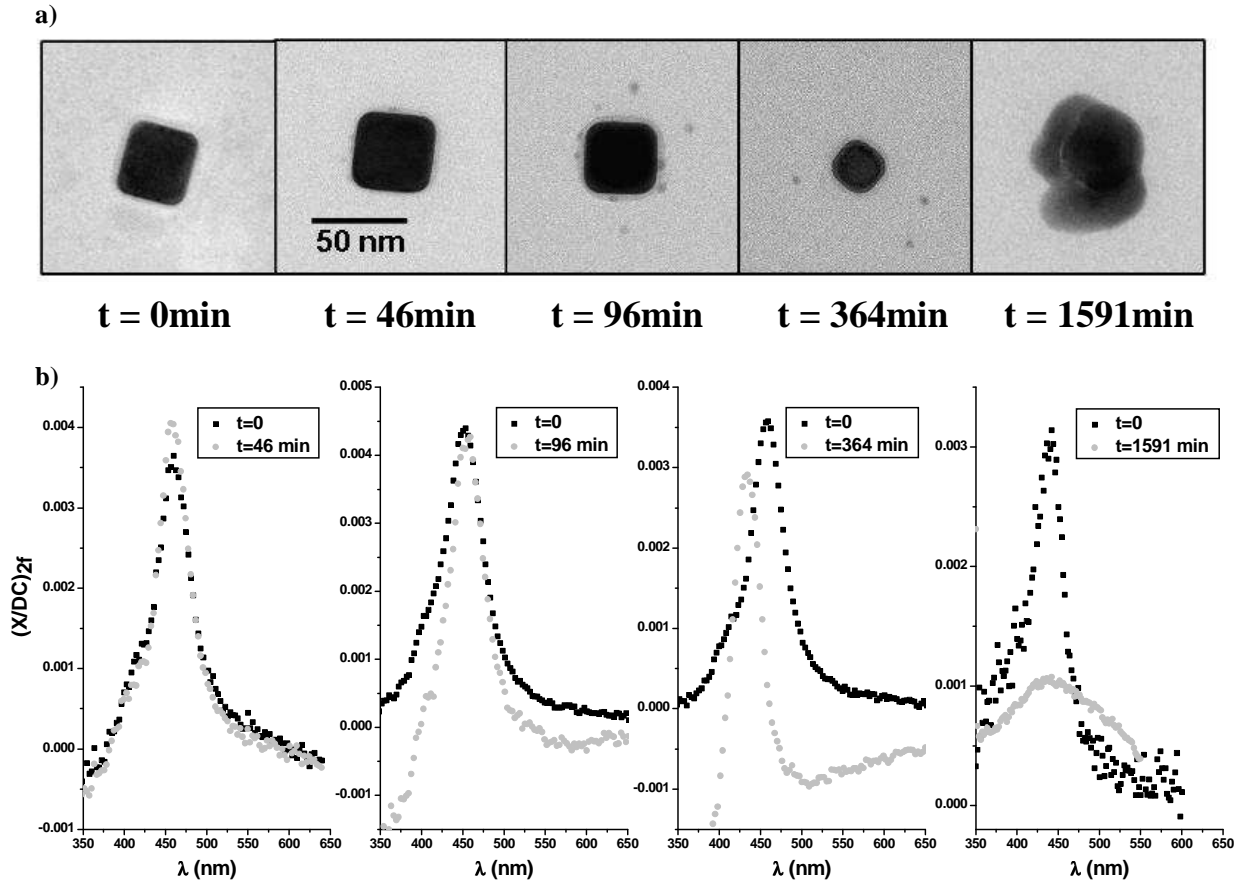 a)
50 nm
t = 0min
t = 46min
t = 96min
t = 364min
t = 1591min
b)
(X/DC)2f
0.004
0.003
0.002
0.001
0.000
-0.001
t=0
t=46 min
350 400 450 500 550 600 650
λ (nm)
0.005
0.004
0.003
0.002
0.001
0.000
-0.001
t=0
t=96 min
350 400 450 500 550 600 650
λ (nm)
0.004
0.003
0.002
0.001
0.000
-0.001
t=0
t=364 min
350 400 450 500 550 600 650
λ (nm)
0.003
0.002
0.001
0.000
t=0
t=1591 min
350 400 450 500 550 600 650
λ (nm)